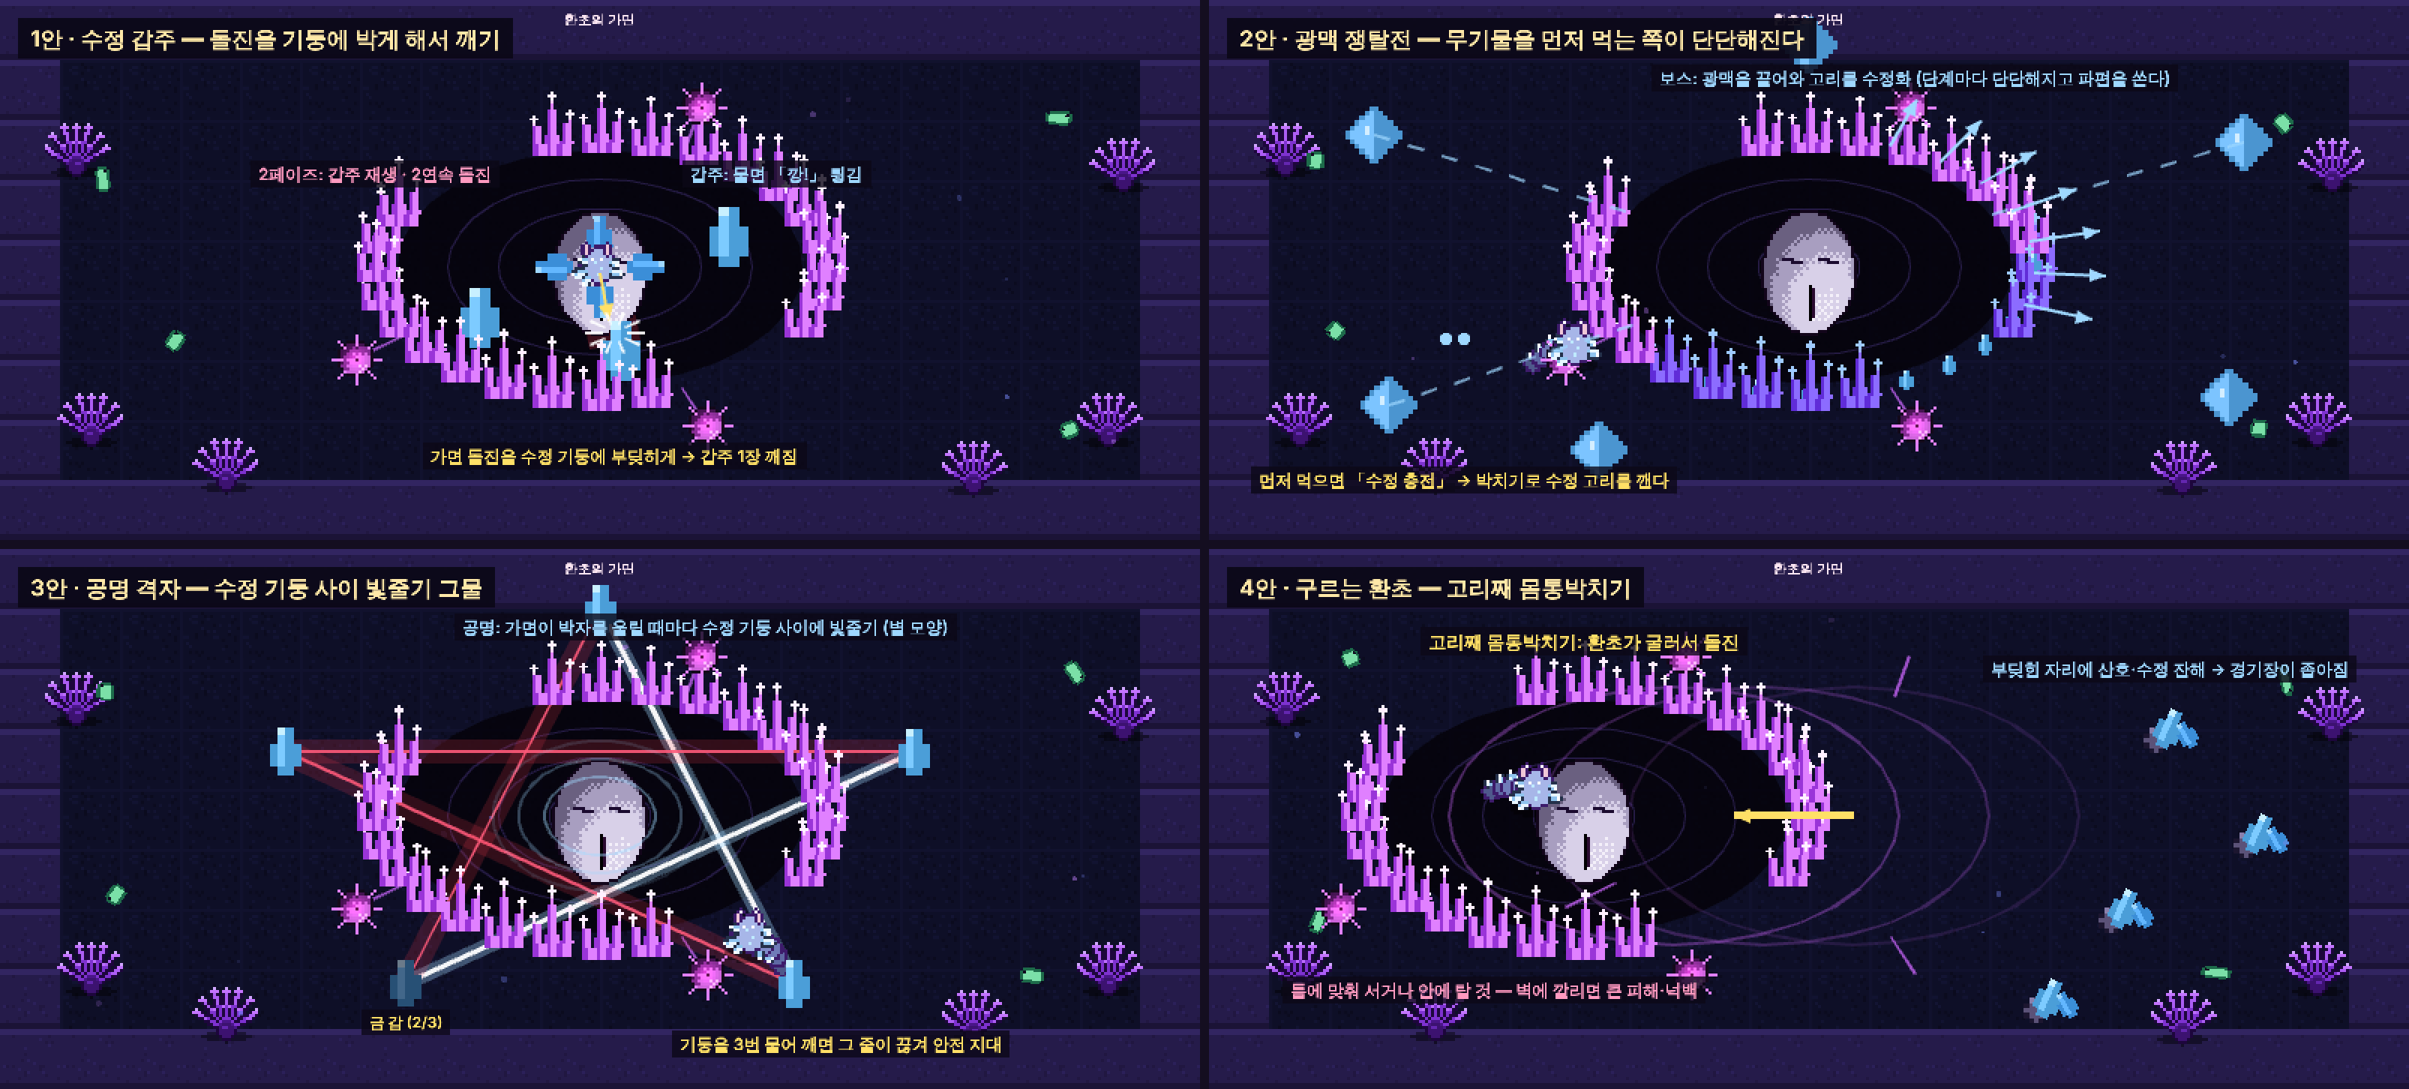 환초의 가면
1안 · 수정 갑주 — 돌진을 기둥에 박게 해서 깨기
2페이즈: 갑주 재생 · 2연속 돌진
갑주: 물면 「깡!」 튕김
가면 돌진을 수정 기둥에 부딪히게 → 갑주 1장 깨짐
환초의 가면
2안 · 광맥 쟁탈전 — 무기물을 먼저 먹는 쪽이 단단해진다
보스: 광맥을 끌어와 고리를 수정화 (단계마다 단단해지고 파편을 쏜다)
먼저 먹으면 「수정 충전」 → 박치기로 수정 고리를 깬다
환초의 가면
3안 · 공명 격자 — 수정 기둥 사이 빛줄기 그물
공명: 가면이 박자를 울릴 때마다 수정 기둥 사이에 빛줄기 (별 모양)
금 감 (2/3)
기둥을 3번 물어 깨면 그 줄이 끊겨 안전 지대
환초의 가면
4안 · 구르는 환초 — 고리째 몸통박치기
고리째 몸통박치기: 환초가 굴러서 돌진
부딪힌 자리에 산호·수정 잔해 → 경기장이 좁아짐
틈에 맞춰 서거나 안에 탈 것 — 벽에 깔리면 큰 피해·넉백